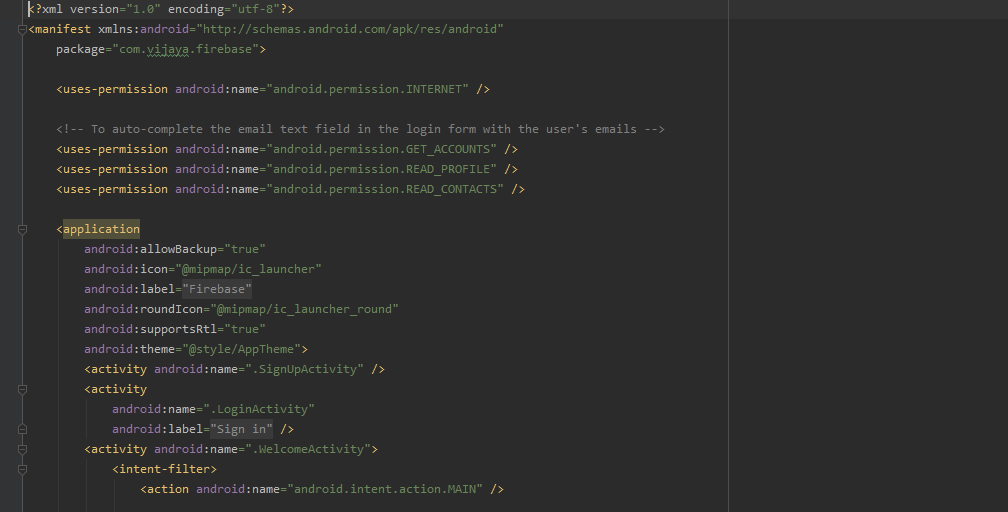 <?xml version="1.0" encoding="utf-8"?>
<manifest xmlns:android="http://schemas.android.com/apk/res/android"
    package="com.vijaya.firebase">

    <uses-permission android:name="android.permission.INTERNET" />

    <!-- To auto-complete the email text field in the login form with the user's emails -->
    <uses-permission android:name="android.permission.GET_ACCOUNTS" />
    <uses-permission android:name="android.permission.READ_PROFILE" />
    <uses-permission android:name="android.permission.READ_CONTACTS" />

    <application
        android:allowBackup="true"
        android:icon="@mipmap/ic_launcher"
        android:label="Firebase"
        android:roundIcon="@mipmap/ic_launcher_round"
        android:supportsRtl="true"
        android:theme="@style/AppTheme">
        <activity android:name=".SignUpActivity" />
        <activity
            android:name=".LoginActivity"
            android:label="Sign in" />
        <activity android:name=".WelcomeActivity">
            <intent-filter>
                <action android:name="android.intent.action.MAIN" />